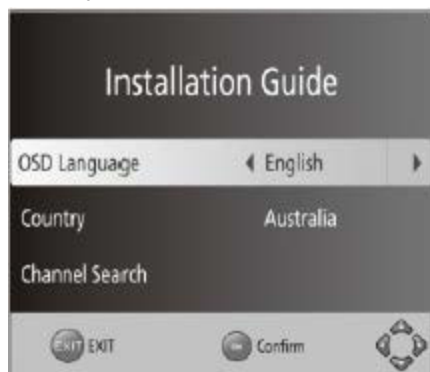 Installation Guide
OSD Language English
Country Australia
Channel Search
EXIT EXIT Confirm